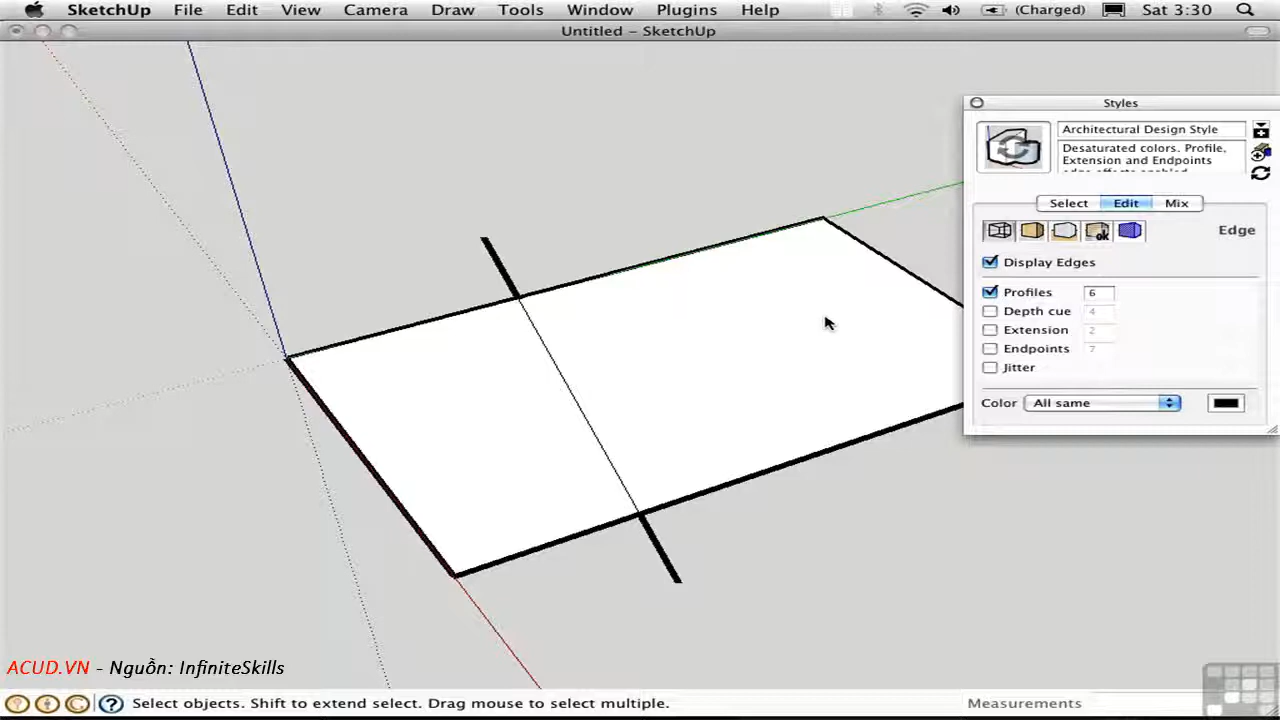 SketchUp File Edit View Camera Draw Tools Window Plugins Help (Charged) Sat 3:30
Untitled – SketchUp
Styles
Architectural Design Style
Desaturated colors. Profile,
Extension and Endpoints
edge effects enabled.
Select Edit Mix
Edge
Display Edges
Profiles 6
Depth cue 4
Extension 2
Endpoints 7
Jitter
Color All same
ACUD.VN - Nguồn: InfiniteSkills
Select objects. Shift to extend select. Drag mouse to select multiple. Measurements